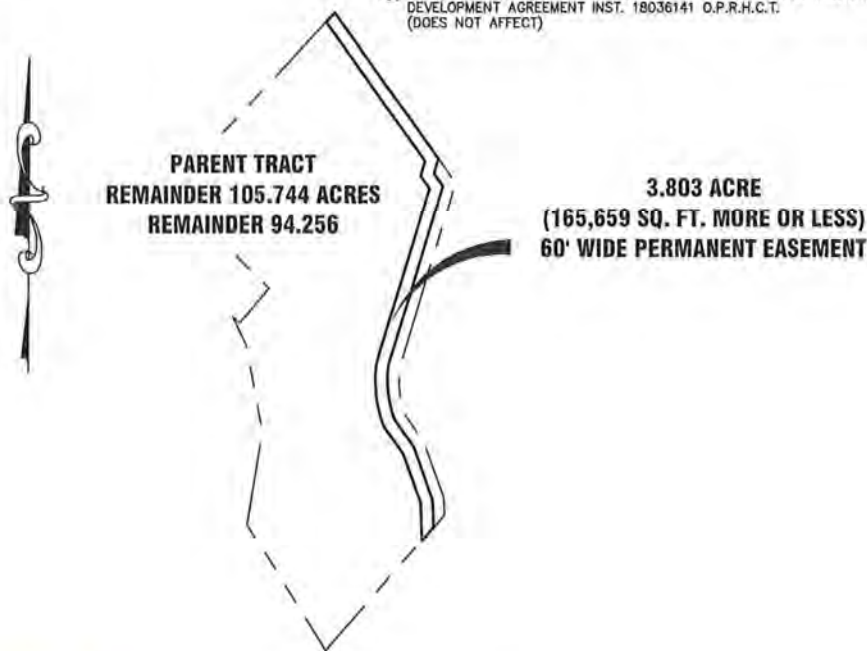 DEVELOPMENT AGREEMENT INST. 18036141 O.P.R.H.C.T.
(DOES NOT AFFECT)
PARENT TRACT
REMAINDER 105.744 ACRES
REMAINDER 94.256
3.803 ACRE
(165,659 SQ. FT. MORE OR LESS)
60' WIDE PERMANENT EASEMENT